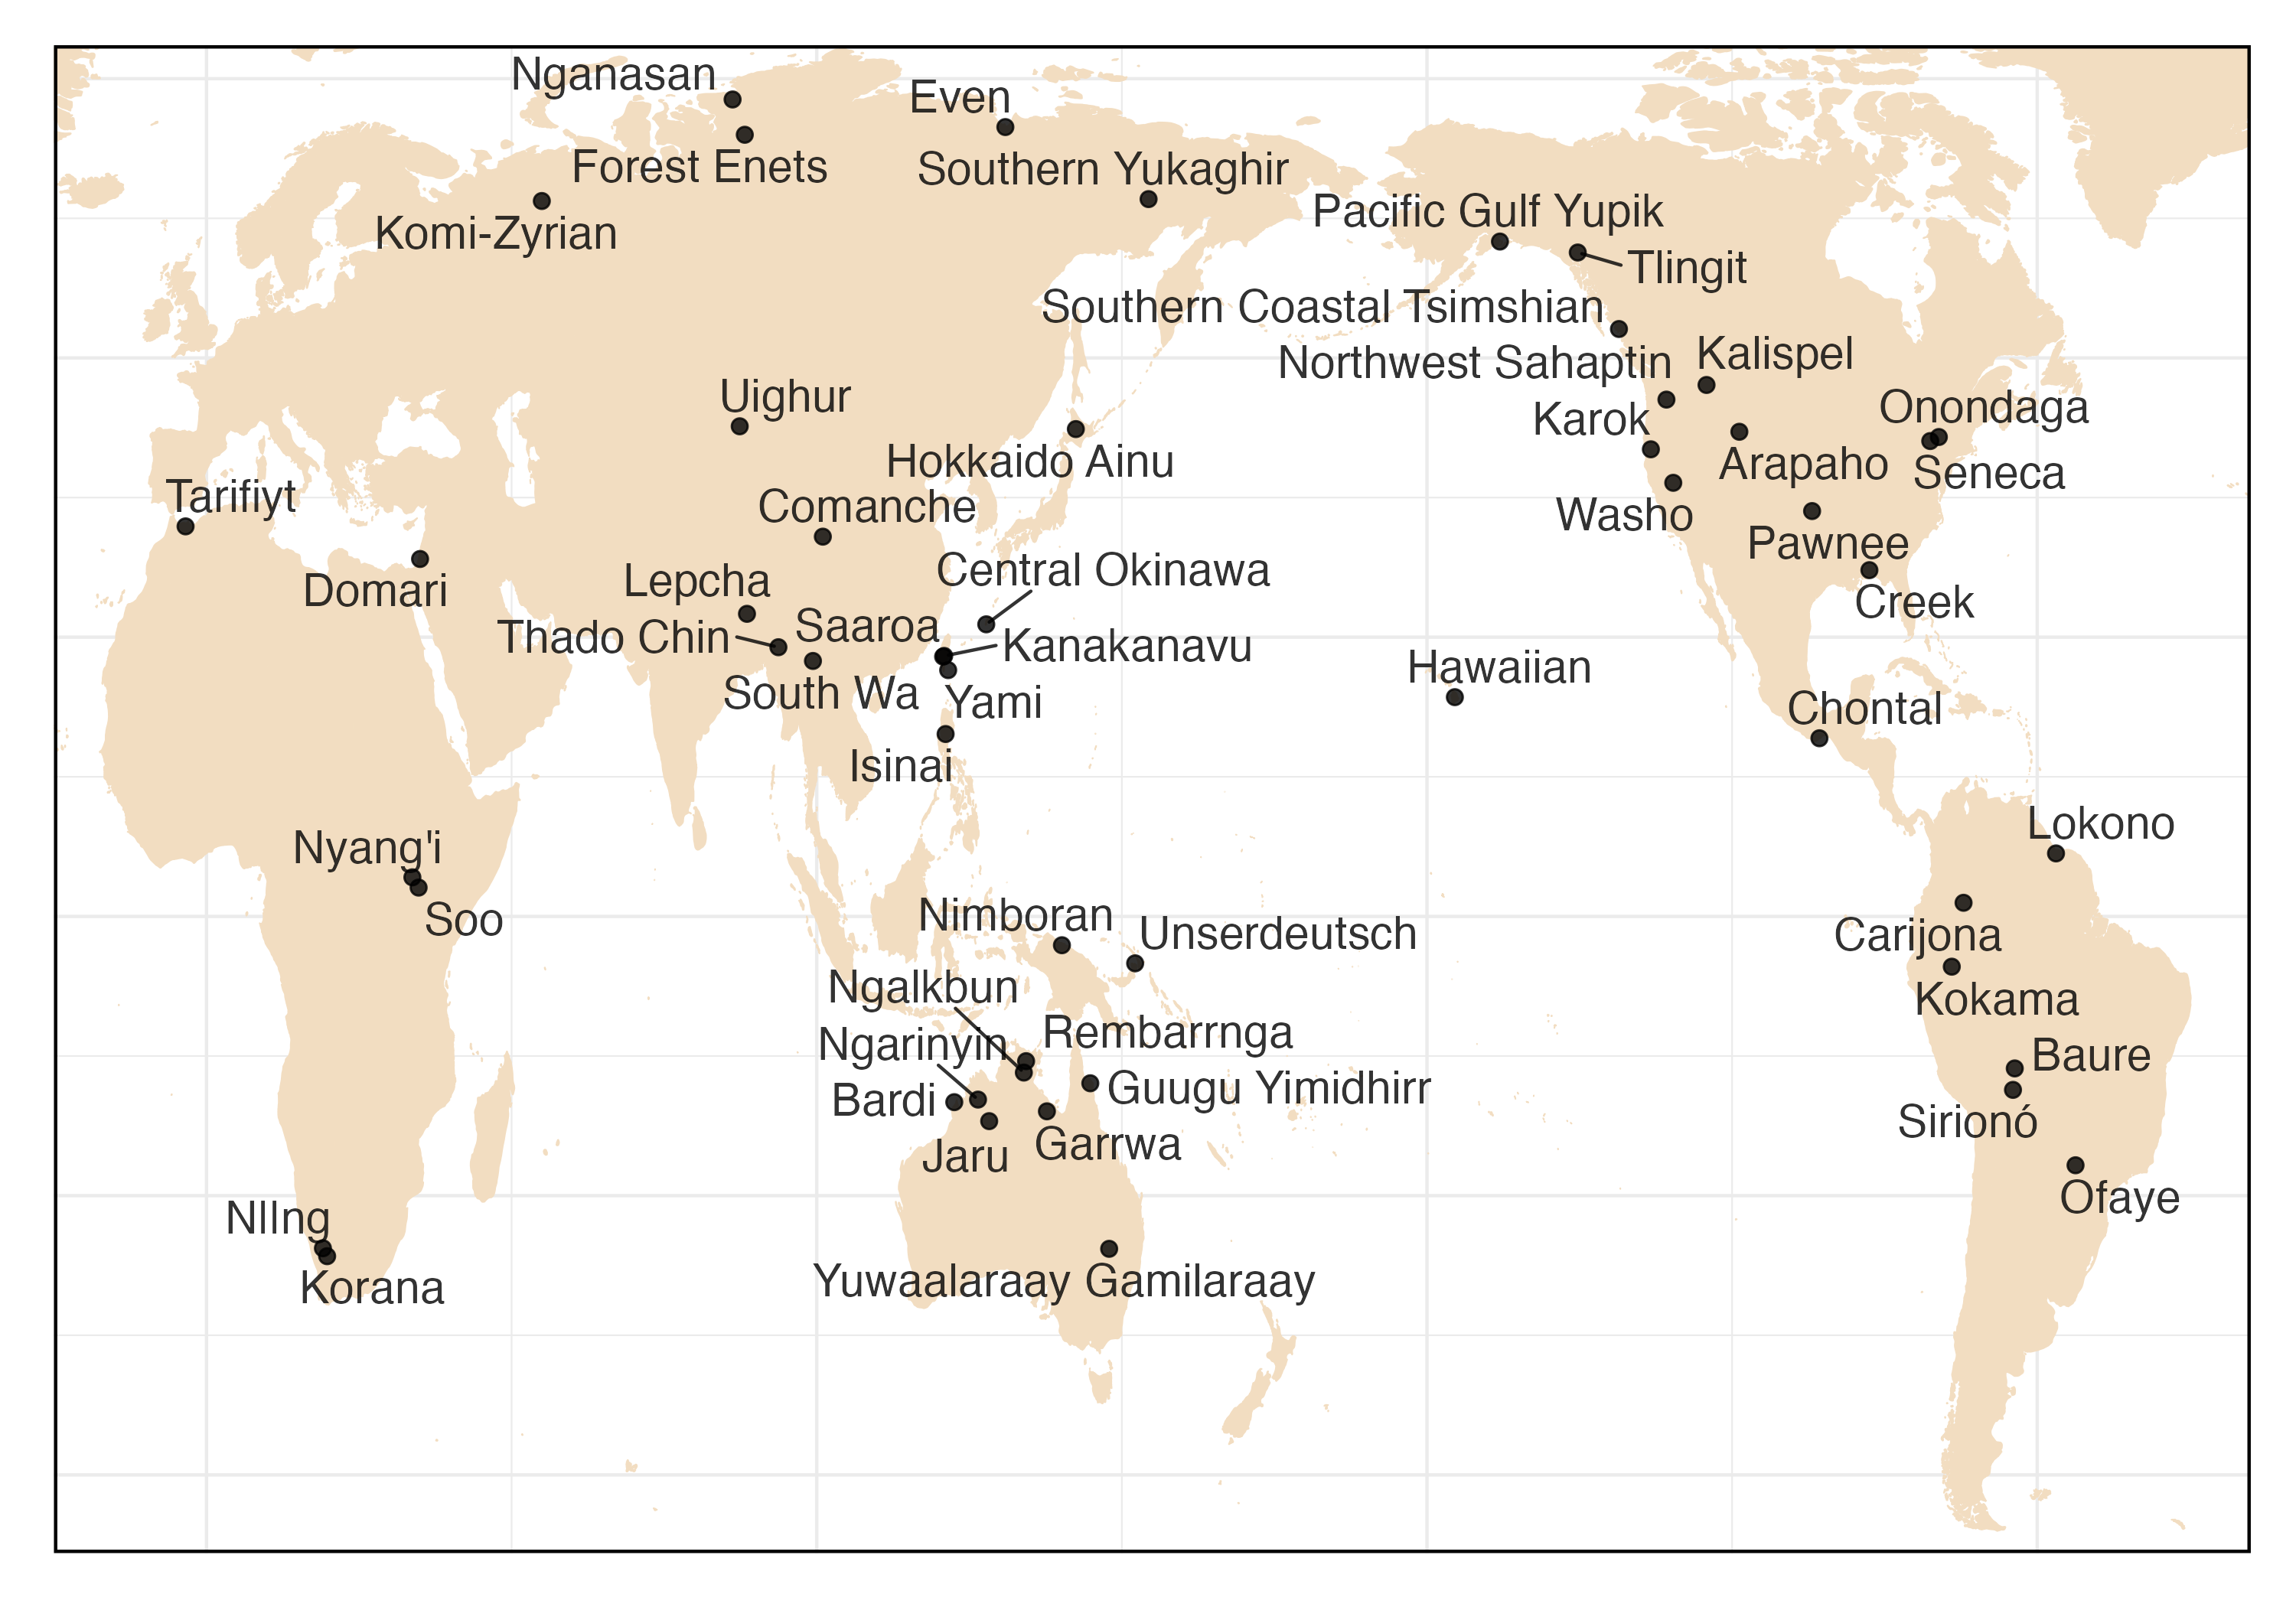 Nganasan
Even
Forest Enets
Southern Yukaghir
Komi-Zyrian
Pacific Gulf Yupik
Tlingit
Southern Coastal Tsimshian
Northwest Sahaptin
Kalispel
Uighur
Karok
Onondaga
Hokkaido Ainu
Arapaho
Seneca
Tarifiyt
Comanche
Washo
Pawnee
Domari
Lepcha
Central Okinawa
Creek
Thado Chin
Saaroa
Kanakanavu
Hawaiian
South Wa
Yami
Chontal
Isinai
Lokono
Nyang'i
Soo
Nimboran
Unserdeutsch
Carijona
Ngalkbun
Kokama
Ngarinyin
Rembarrnga
Baure
Bardi
Guugu Yimidhirr
Sirionó
Jaru
Garrwa
Ofaye
Nllng
Korana
Yuwaalaraay Gamilaraay